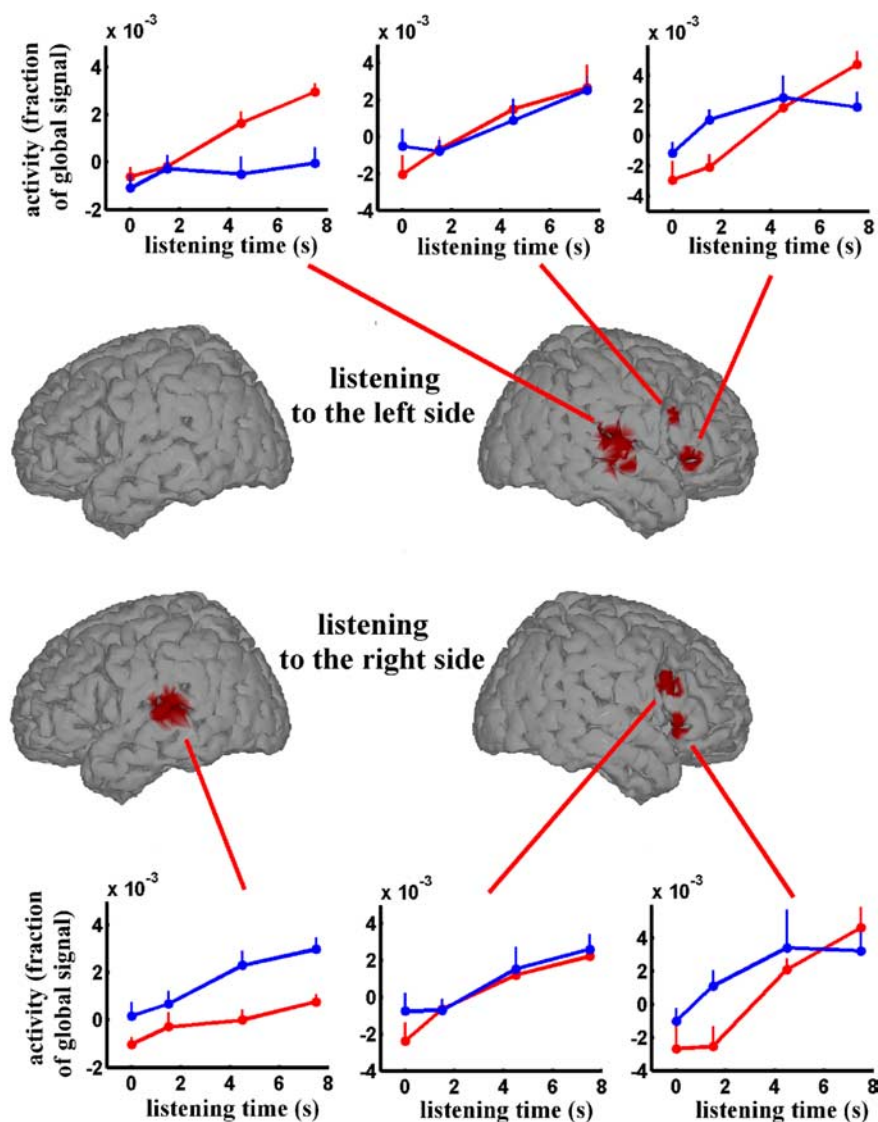 x 10⁻³
x 10⁻³
x 10⁻³
activity (fraction
of global signal)
4
2
0
-2
0 2 4 6 8
listening time (s)
4
2
0
-2
-4
0 2 4 6 8
listening time (s)
4
2
0
-2
-4
0 2 4 6 8
listening time (s)
listening
to the left side
listening
to the right side
x 10⁻³
x 10⁻³
x 10⁻³
activity (fraction
of global signal)
4
2
0
-2
0 2 4 6 8
listening time (s)
4
2
0
-2
-4
0 2 4 6 8
listening time (s)
4
2
0
-2
-4
0 2 4 6 8
listening time (s)